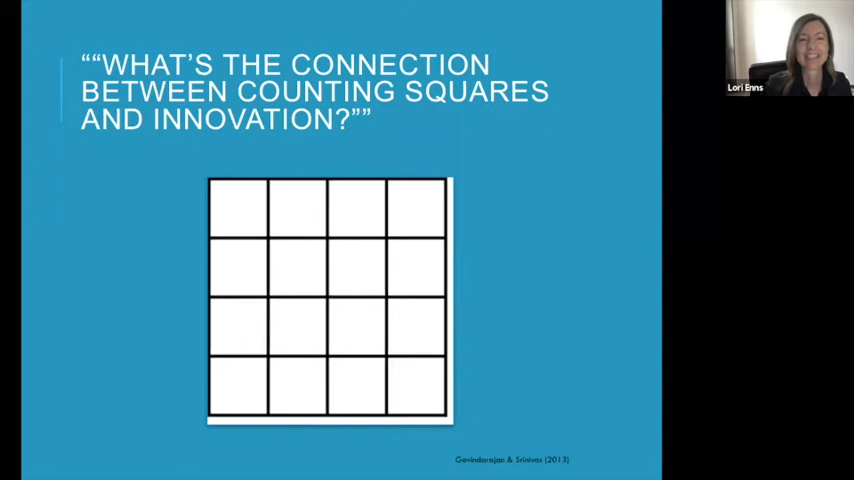 ““WHAT’S THE CONNECTION
BETWEEN COUNTING SQUARES
AND INNOVATION?””
Govindarajan & Srinivas (2013)
Lori Enns